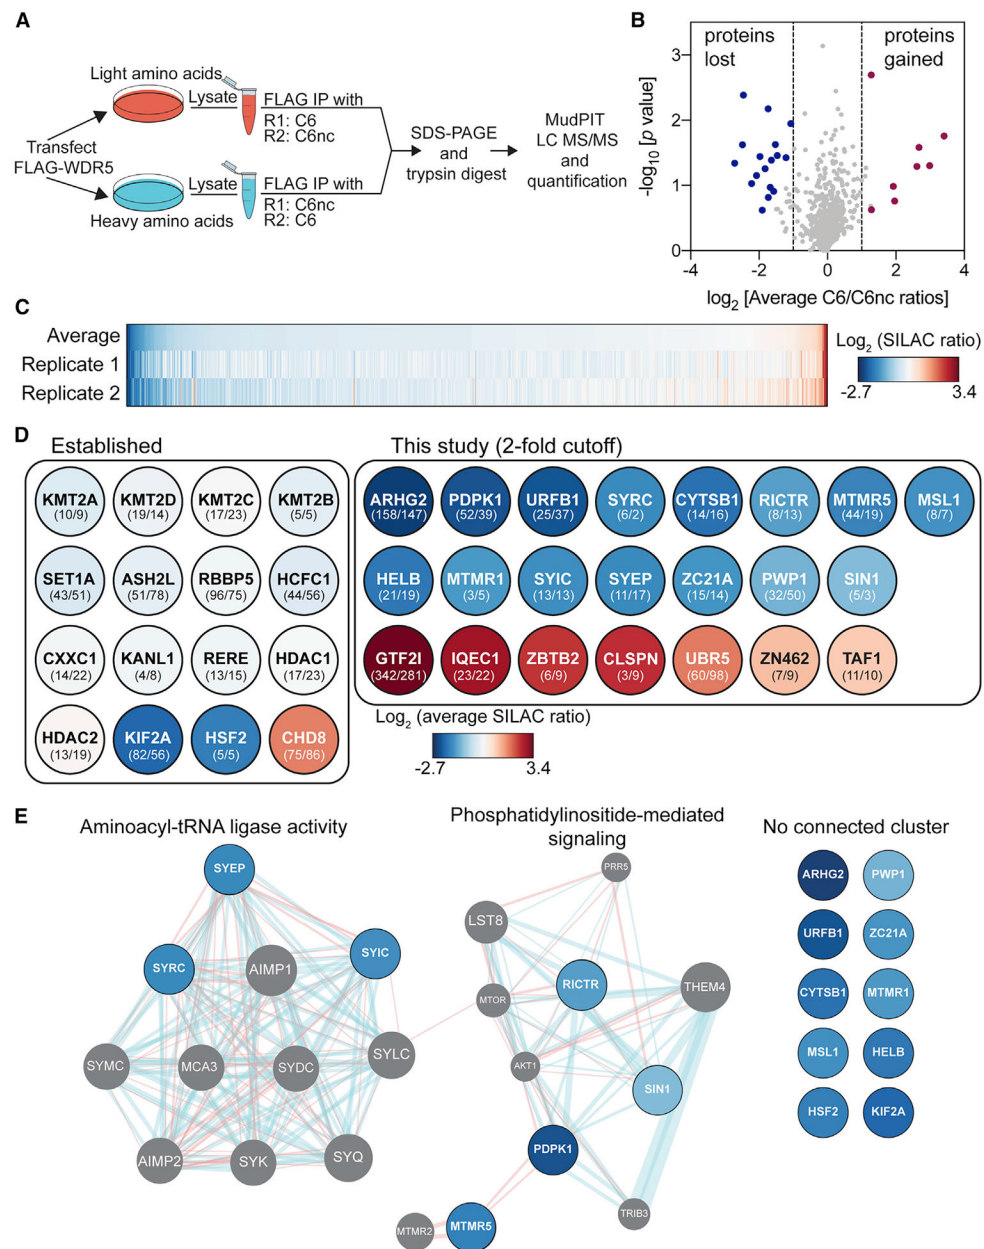 A
Light amino acids
Lysate
FLAG IP with
R1: C6
R2: C6nc
Transfect
FLAG-WDR5
Lysate
FLAG IP with
R1: C6nc
R2: C6
Heavy amino acids
SDS-PAGE
and
trypsin digest
MudPIT
LC MS/MS
and
quantification
B
proteins
lost
proteins
gained
-log10 [p value]
3
2
1
0
-4
-2
0
2
4
log2 [Average C6/C6nc ratios]
C
Average
Replicate 1
Replicate 2
Log2 (SILAC ratio)
-2.7
3.4
D
Established
KMT2A
(10/9)
KMT2D
(19/14)
KMT2C
(17/23)
KMT2B
(5/5)
SET1A
(43/51)
ASH2L
(51/78)
RBBP5
(96/75)
HCFC1
(44/56)
CXXC1
(14/22)
KANL1
(4/8)
RERE
(13/15)
HDAC1
(17/23)
HDAC2
(13/19)
KIF2A
(82/56)
HSF2
(5/5)
CHD8
(75/86)
This study (2-fold cutoff)
ARHG2
(158/147)
PDPK1
(52/39)
URFB1
(25/37)
SYRC
(6/2)
CYTSB1
(14/16)
RICTR
(8/13)
MTMR5
(44/19)
MSL1
(8/7)
HELB
(21/19)
MTMR1
(3/5)
SYIC
(13/13)
SYEP
(11/17)
ZC21A
(15/14)
PWP1
(32/50)
SIN1
(5/3)
GTF2I
(342/281)
IQEC1
(23/22)
ZBTB2
(6/9)
CLSPN
(3/9)
UBR5
(60/98)
ZN462
(7/9)
TAF1
(11/10)
Log2 (average SILAC ratio)
-2.7
3.4
E
Aminoacyl-tRNA ligase activity
SYEP
SYRC
AIMP1
SYIC
SYMC
MCA3
SYDC
SYLC
AIMP2
SYK
SYQ
Phosphatidylinositide-mediated
signaling
PRR5
LST8
RICTR
THEM4
MTOR
AKT1
SIN1
PDPK1
TRIB3
MTMR2
MTMR5
No connected cluster
ARHG2
PWP1
URFB1
ZC21A
CYTSB1
MTMR1
MSL1
HELB
HSF2
KIF2A